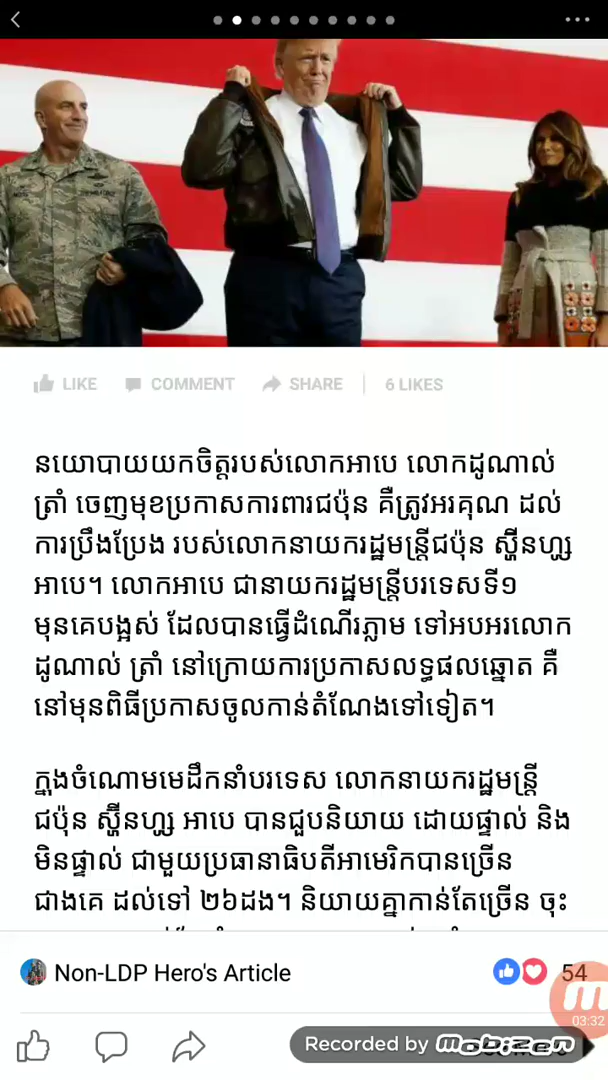 LIKE COMMENT SHARE 6 LIKES
នយោបាយយកចិត្តរបស់លោកអាបេ លោកដូណាល់
ត្រាំ ចេញមុខប្រកាសការពារជប៉ុន គឺត្រូវអរគុណ ដល់
ការប្រឹងប្រែង របស់លោកនាយករដ្ឋមន្ត្រីជប៉ុន ស្ហ៊ីនហ្ស
អាបេ។ លោកអាបេ ជានាយករដ្ឋមន្ត្រីបរទេសទី១
មុនគេបង្អស់ ដែលបានធ្វើដំណើរភ្លាម ទៅអបអរលោក
ដូណាល់ ត្រាំ នៅក្រោយការប្រកាសលទ្ធផលឆ្នោត គឺ
នៅមុនពិធីប្រកាសចូលកាន់តំណែងទៅទៀត។
ក្នុងចំណោមមេដឹកនាំបរទេស លោកនាយករដ្ឋមន្ត្រី
ជប៉ុន ស្ហ៊ីនហ្ស អាបេ បានជួបនិយាយ ដោយផ្ទាល់ និង
មិនផ្ទាល់ ជាមួយប្រធានាធិបតីអាមេរិកបានច្រើន
ជាងគេ ដល់ទៅ ២៦ដង។ និយាយគ្នាកាន់តែច្រើន ចុះ
Non-LDP Hero's Article 54
03:32
Recorded by mobizen